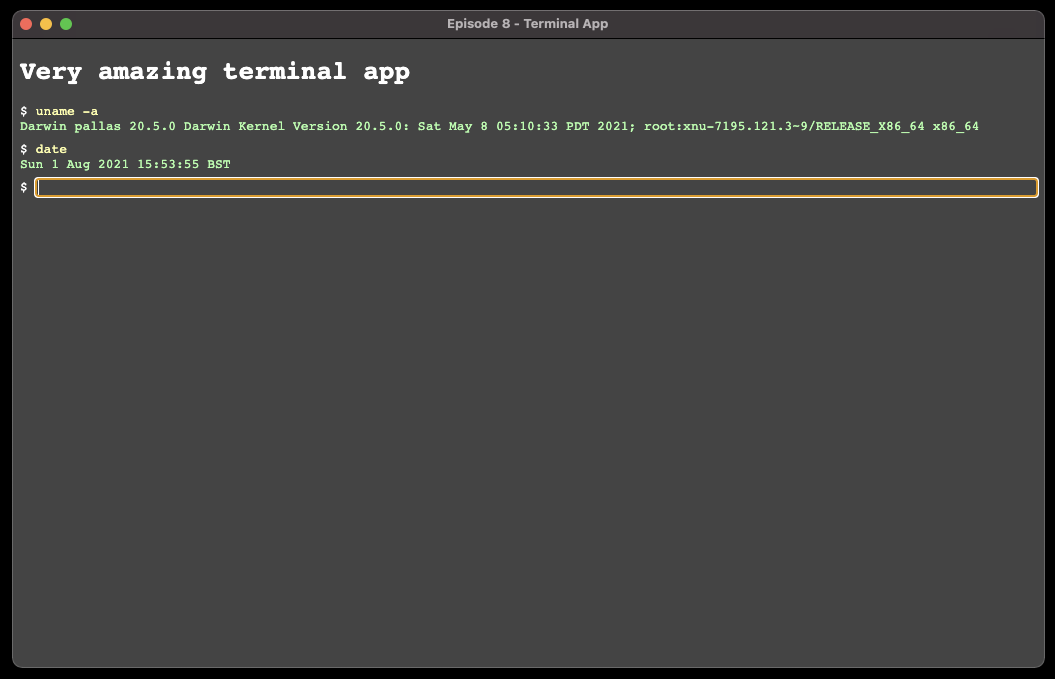 Episode 8 - Terminal App
Very amazing terminal app
$ uname -a
Darwin pallas 20.5.0 Darwin Kernel Version 20.5.0: Sat May 8 05:10:33 PDT 2021; root:xnu-7195.121.3~9/RELEASE_X86_64 x86_64
$ date
Sun 1 Aug 2021 15:53:55 BST
$